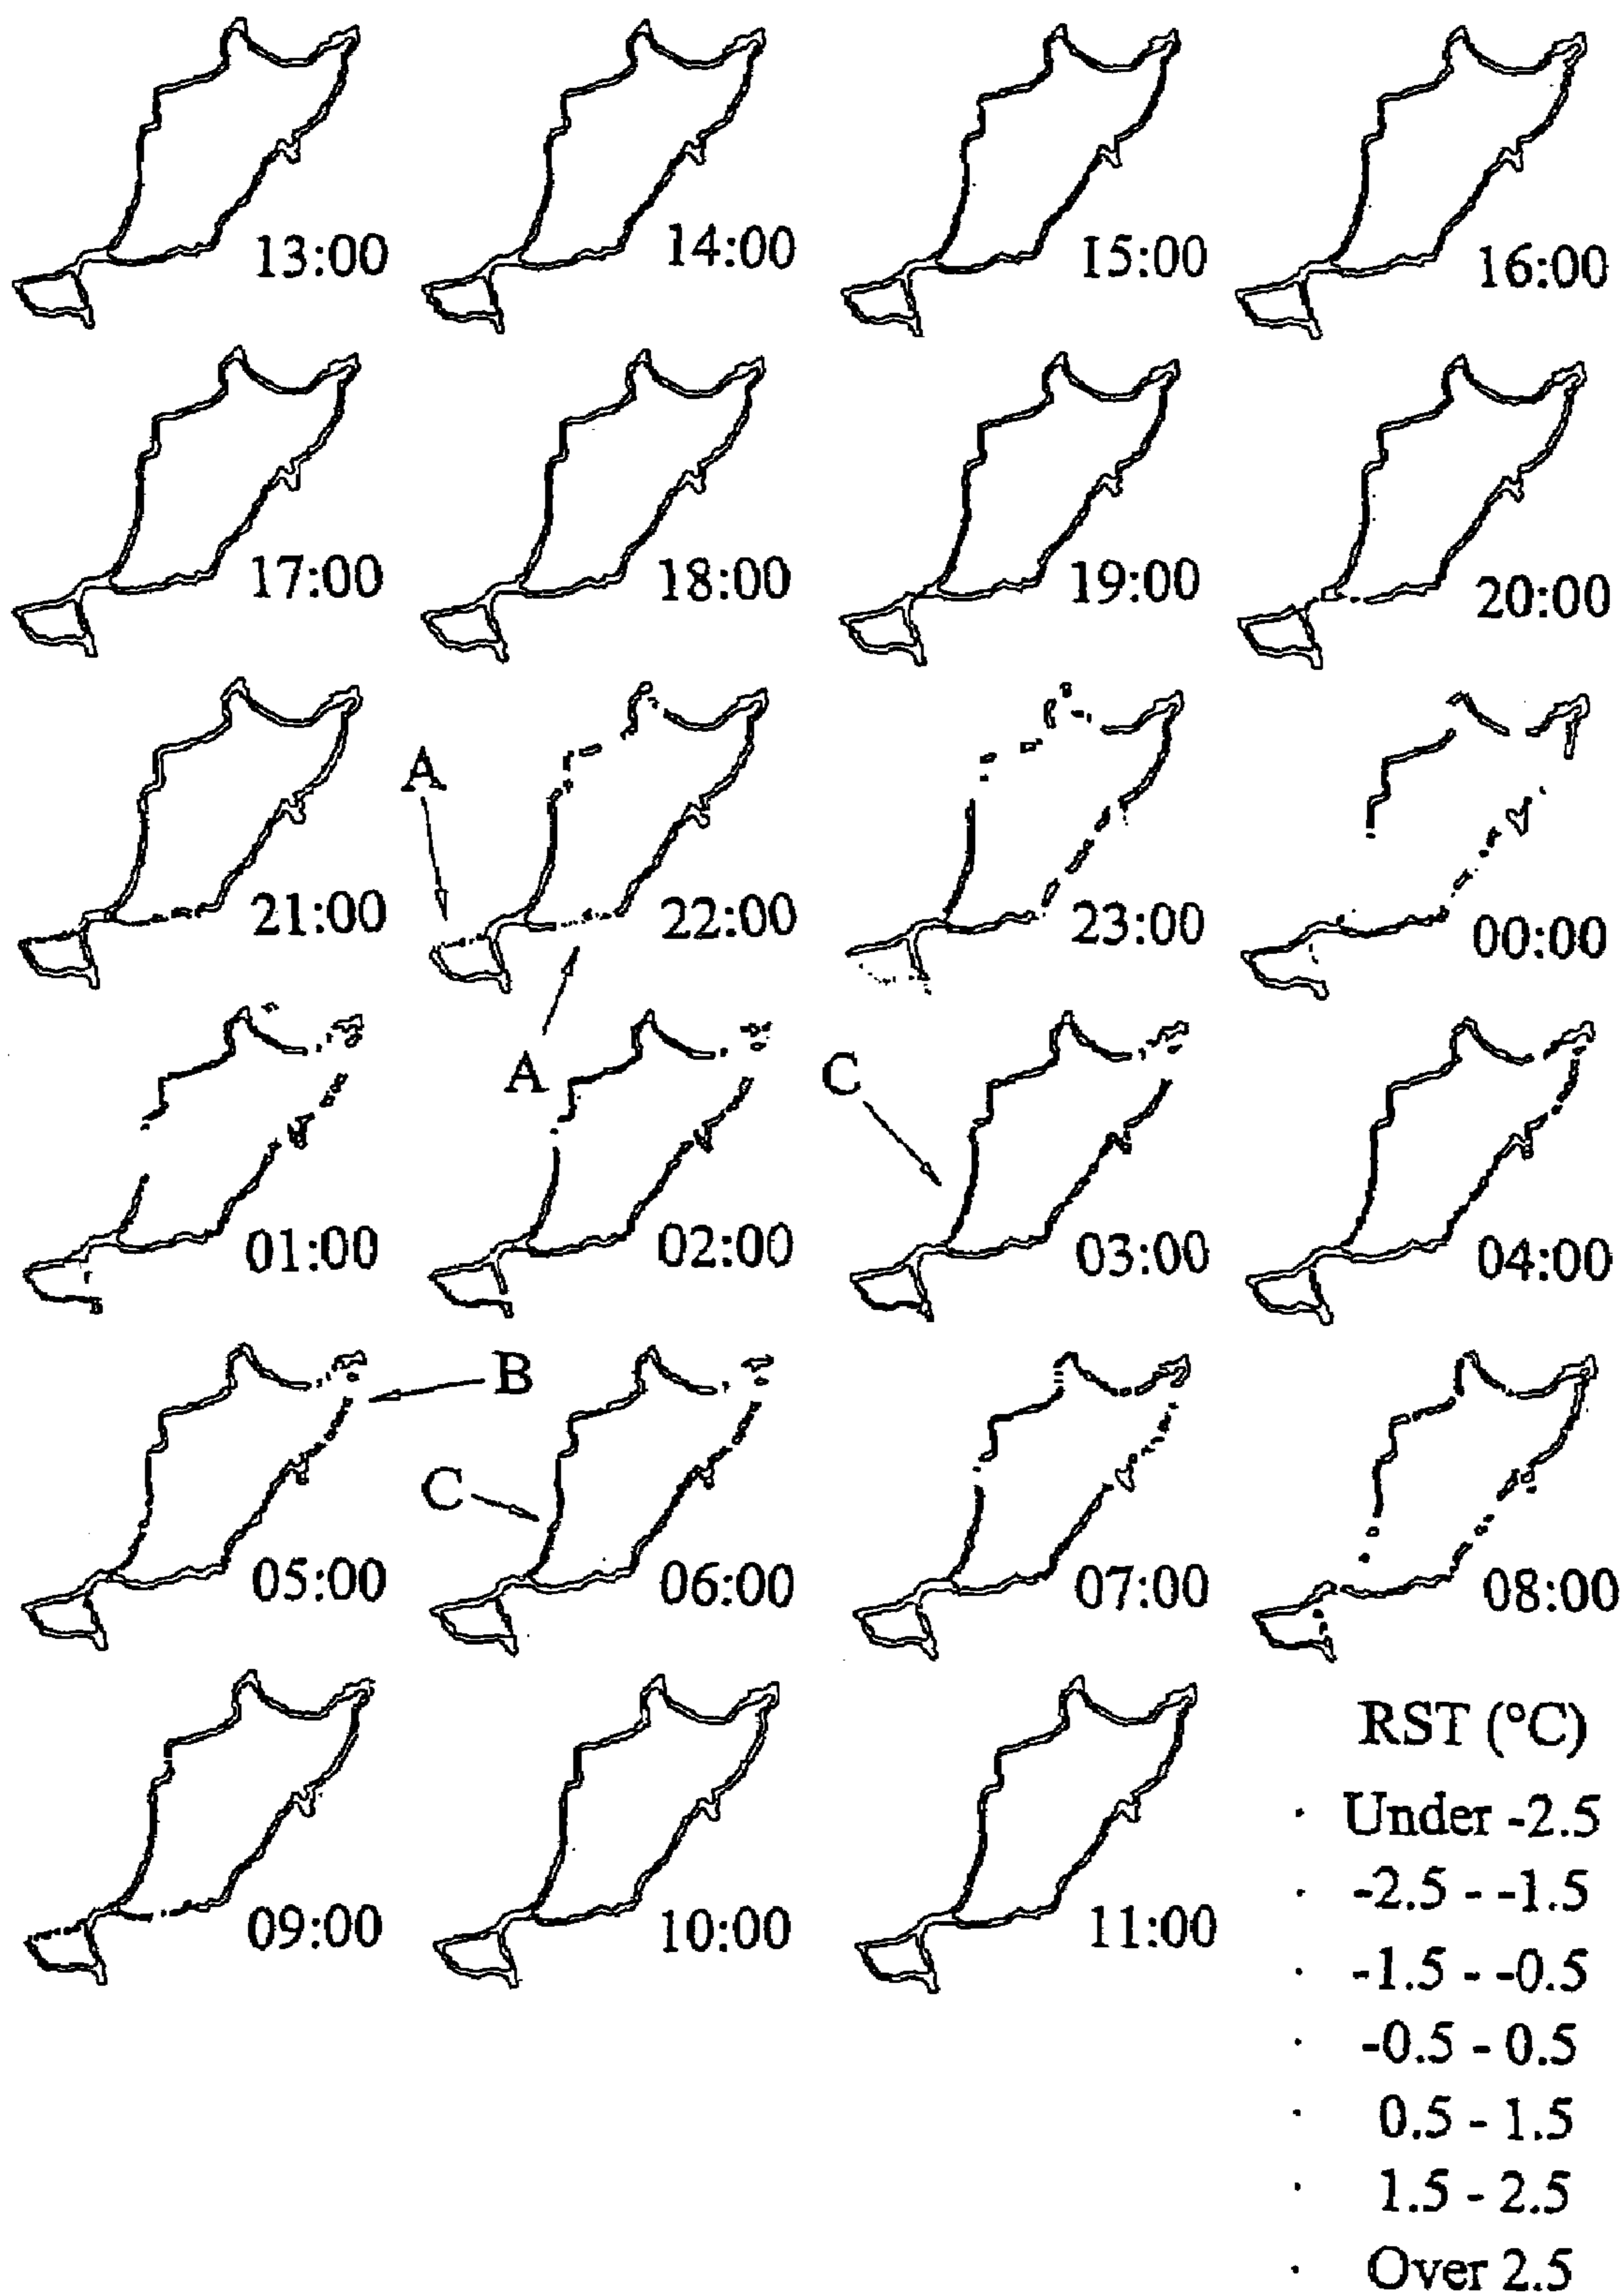 13:00 14:00 15:00 16:00
17:00 18:00 19:00 20:00
A
21:00 22:00 23:00 00:00
A C
01:00 02:00 03:00 04:00
B
C
05:00 06:00 07:00 08:00
RST (°C)
Under -2.5
-2.5 - -1.5
09:00 10:00 11:00
-1.5 - -0.5
-0.5 - 0.5
0.5 - 1.5
1.5 - 2.5
Over 2.5